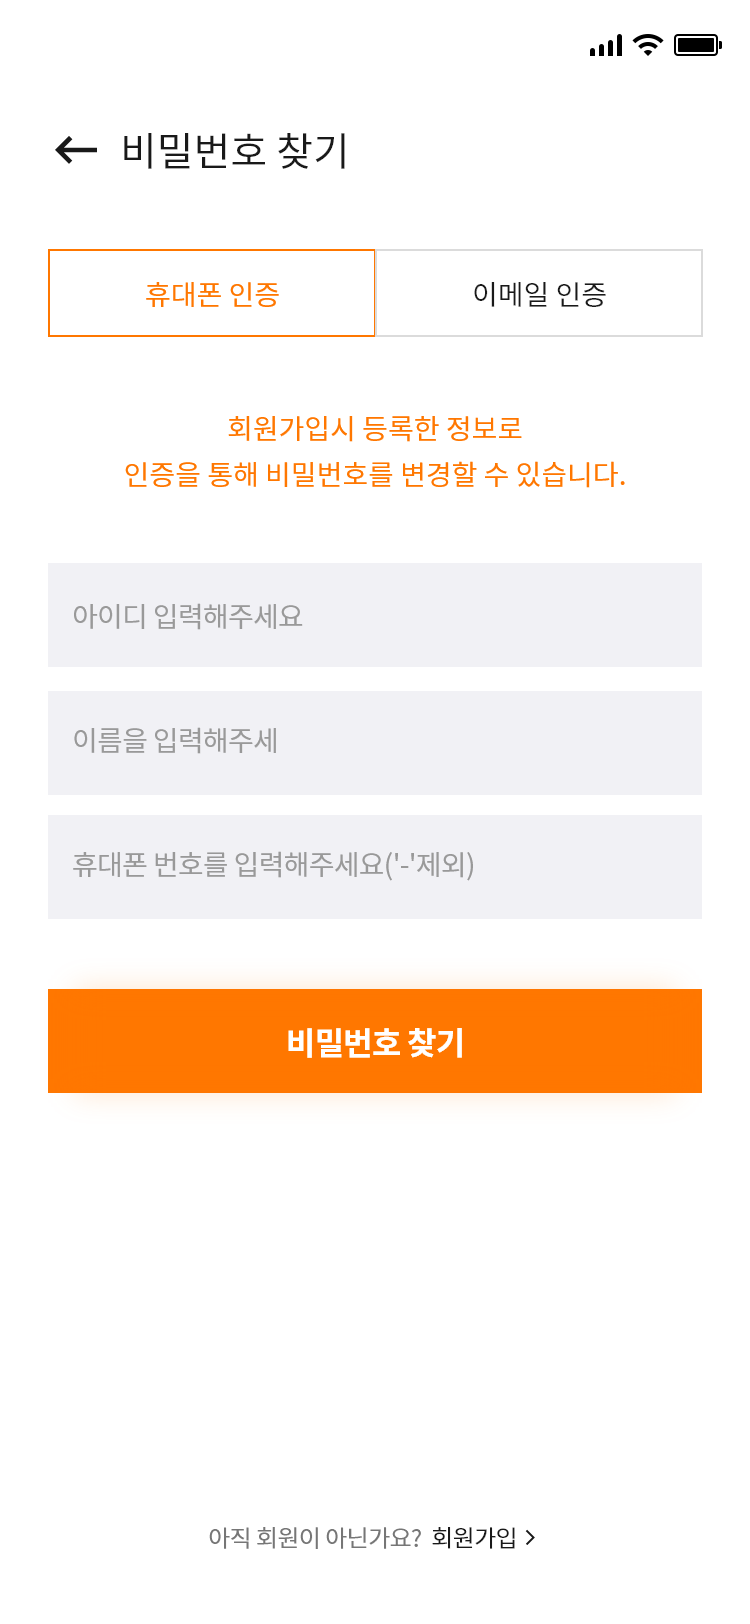 비밀번호 찾기
휴대폰 인증
이메일 인증
회원가입시 등록한 정보로
인증을 통해 비밀번호를 변경할 수 있습니다.
아이디 입력해주세요
이름을 입력해주세
휴대폰 번호를 입력해주세요('-'제외)
비밀번호 찾기
아직 회원이 아닌가요? 회원가입 >